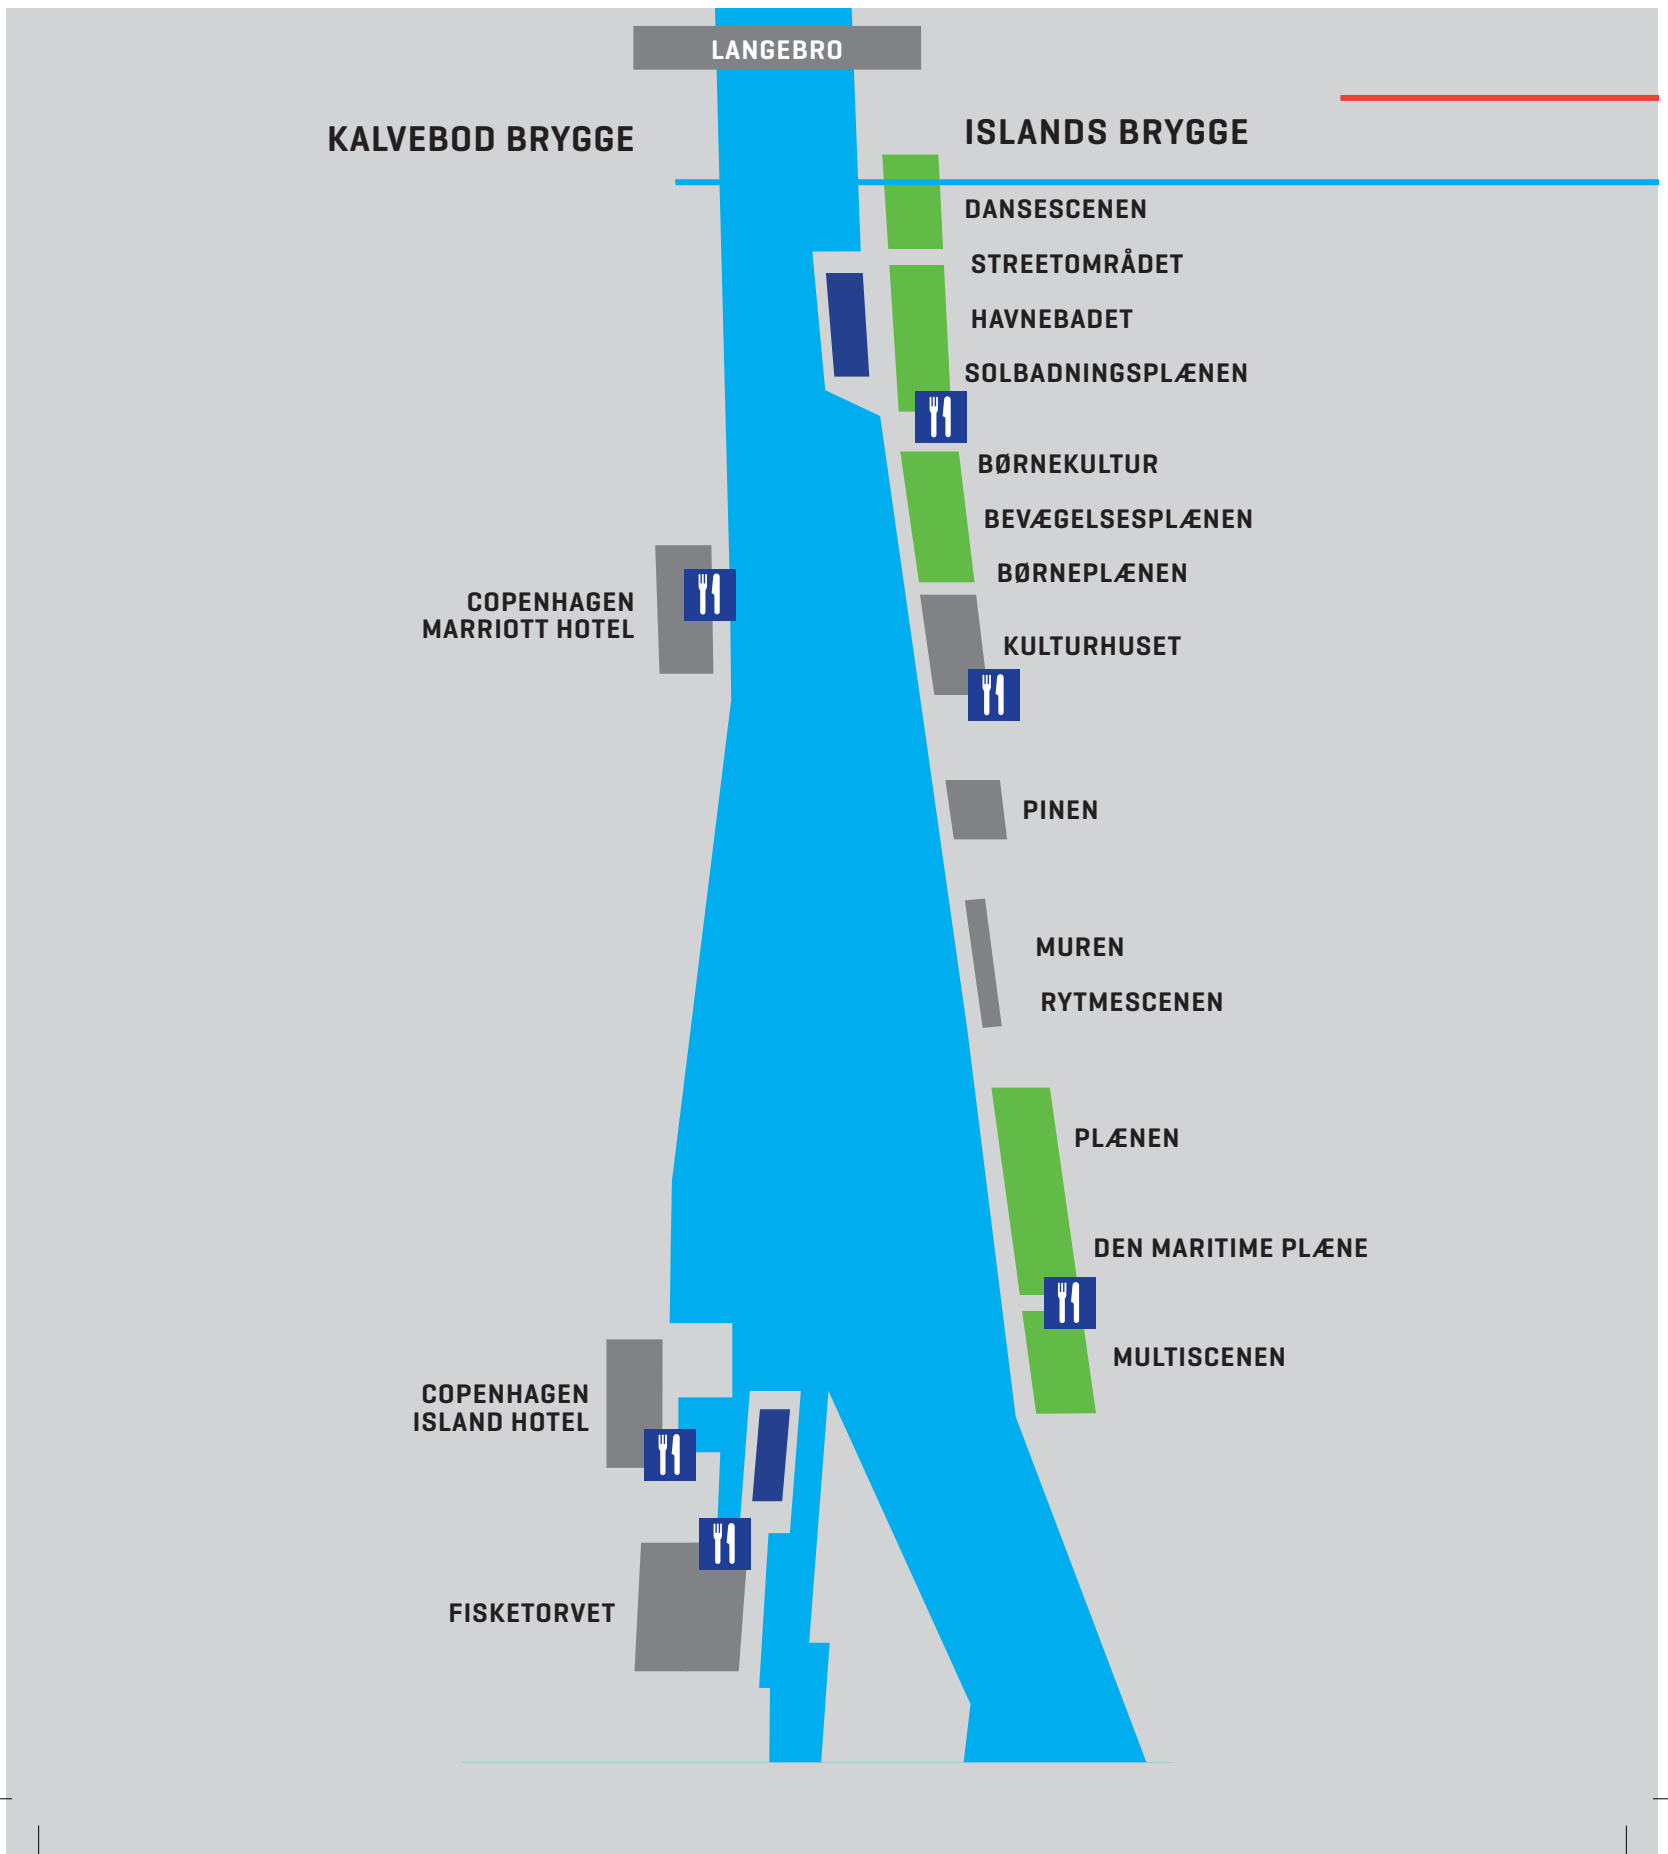 LANGEBRO
KALVEBOD BRYGGE
ISLANDS BRYGGE
DANSESCENEN
STREETOMRÅDET
HAVNEBADET
SOLBADNINGSPLÆNEN
BØRNEKULTUR
BEVÆGELSESPLÆNEN
BØRNEPLÆNEN
COPENHAGEN
MARRIOTT HOTEL
KULTURHUSET
PINEN
MUREN
RYTMESCENEN
PLÆNEN
DEN MARITIME PLÆNE
MULTISCENEN
COPENHAGEN
ISLAND HOTEL
FISKETORVET